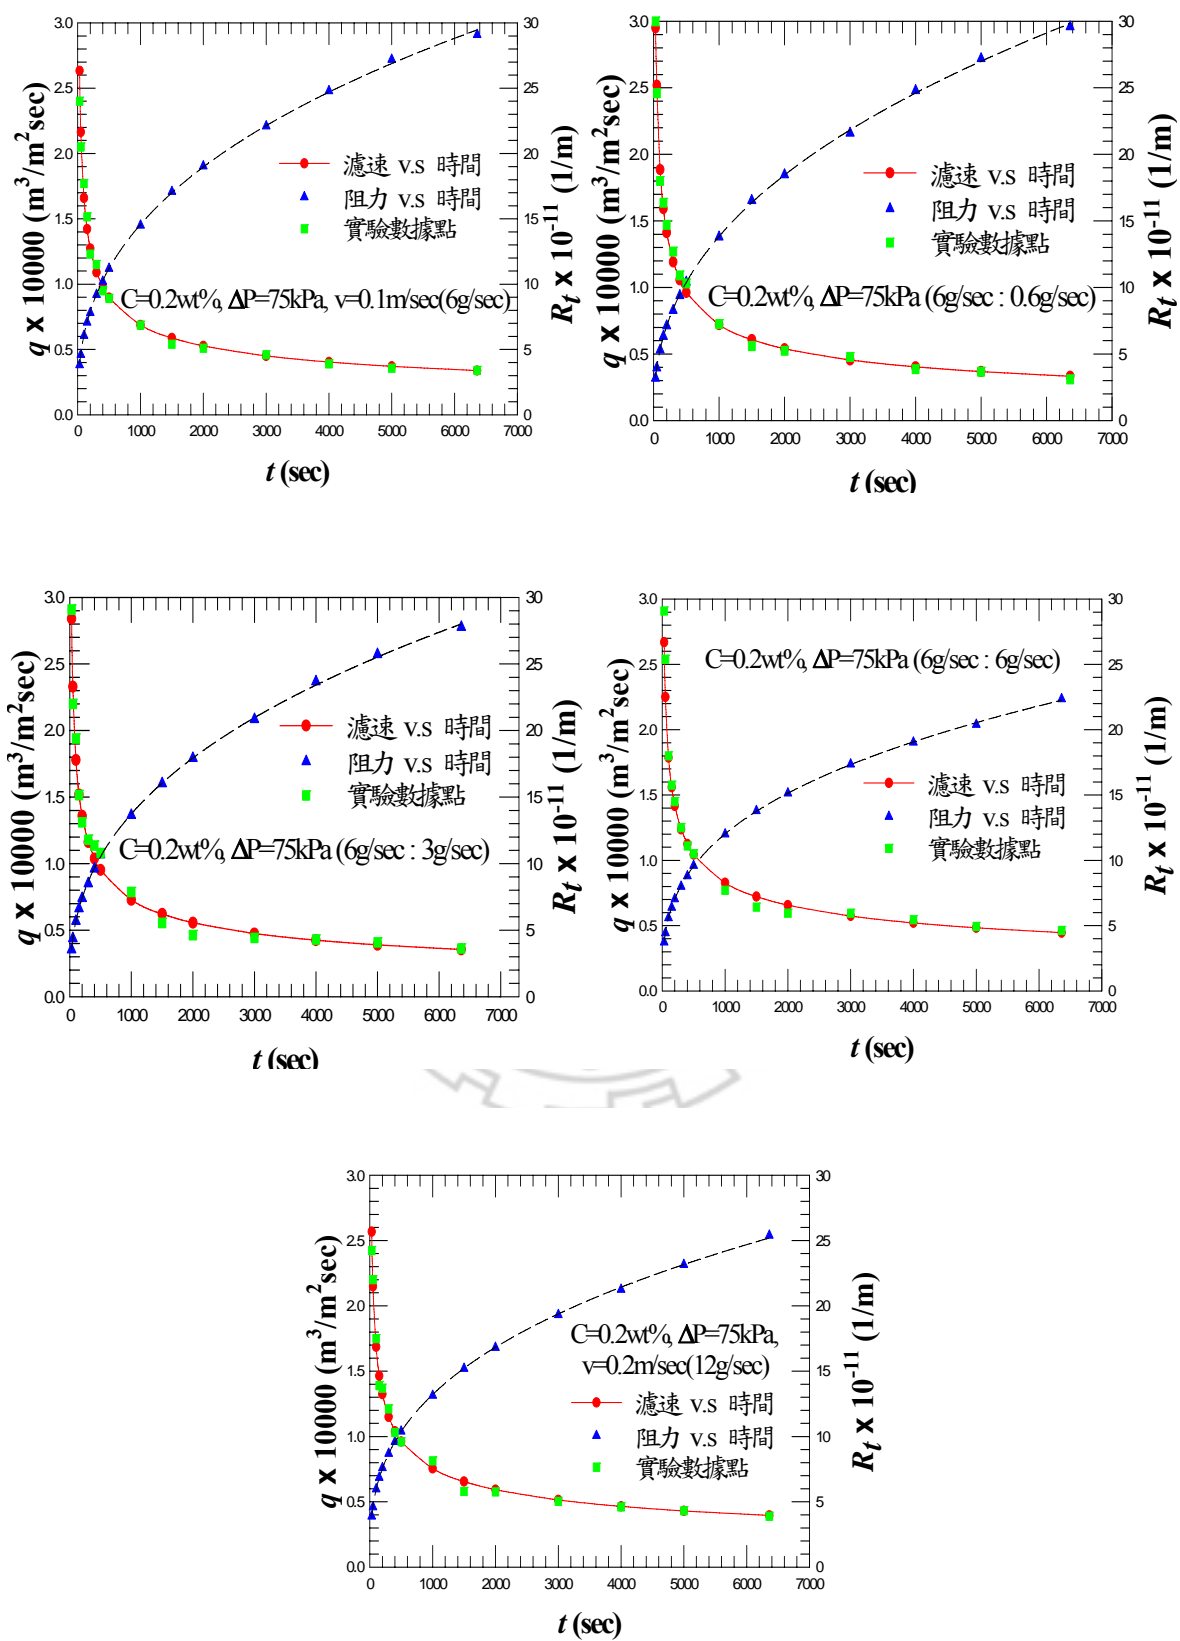 q x 10000 (m³/m²sec)
3.0
2.5
2.0
1.5
1.0
0.5
0.0
30
25
20
15
10
5
0
R_t x 10⁻¹¹ (1/m)
濾速 v.s 時間
阻力 v.s 時間
實驗數據點
C=0.2wt%, ΔP=75kPa, v=0.1m/sec(6g/sec)
0 1000 2000 3000 4000 5000 6000 7000
t (sec)
q x 10000 (m³/m²sec)
3.0
2.5
2.0
1.5
1.0
0.5
0.0
30
25
20
15
10
5
0
R_t x 10⁻¹¹ (1/m)
濾速 v.s 時間
阻力 v.s 時間
實驗數據點
C=0.2wt%, ΔP=75kPa (6g/sec : 0.6g/sec)
0 1000 2000 3000 4000 5000 6000 7000
t (sec)
q x 10000 (m³/m²sec)
3.0
2.5
2.0
1.5
1.0
0.5
0.0
30
25
20
15
10
5
0
R_t x 10⁻¹¹ (1/m)
濾速 v.s 時間
阻力 v.s 時間
實驗數據點
C=0.2wt%, ΔP=75kPa (6g/sec : 3g/sec)
0 1000 2000 3000 4000 5000 6000 7000
t (sec)
q x 10000 (m³/m²sec)
3.0
2.5
2.0
1.5
1.0
0.5
0.0
30
25
20
15
10
5
0
R_t x 10⁻¹¹ (1/m)
C=0.2wt%, ΔP=75kPa (6g/sec : 6g/sec)
濾速 v.s 時間
阻力 v.s 時間
實驗數據點
0 1000 2000 3000 4000 5000 6000 7000
t (sec)
q x 10000 (m³/m²sec)
3.0
2.5
2.0
1.5
1.0
0.5
0.0
30
25
20
15
10
5
0
R_t x 10⁻¹¹ (1/m)
C=0.2wt%, ΔP=75kPa,
v=0.2m/sec(12g/sec)
濾速 v.s 時間
阻力 v.s 時間
實驗數據點
0 1000 2000 3000 4000 5000 6000 7000
t (sec)